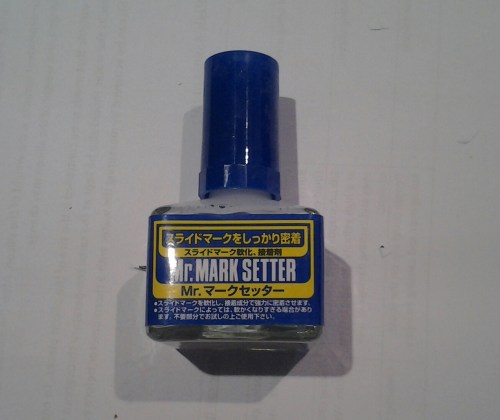 スライドマークをしっかり密着
スライドマーク軟化、接着剤
Mr. MARK SETTER
Mr. マークセッター
●スライドマークを軟化し、接着成分で強力に密着させます。
●スライドマークによっては、軟かくなりすぎる場合があり
ます。不要部分でお試しの上ご使用下さい。